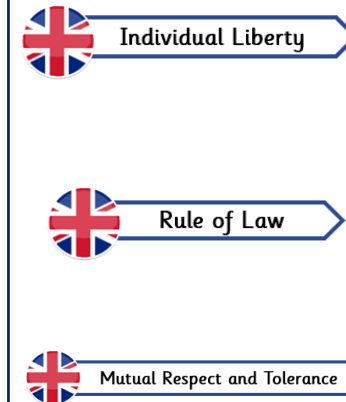 Individual Liberty
Rule of Law
Mutual Respect and Tolerance